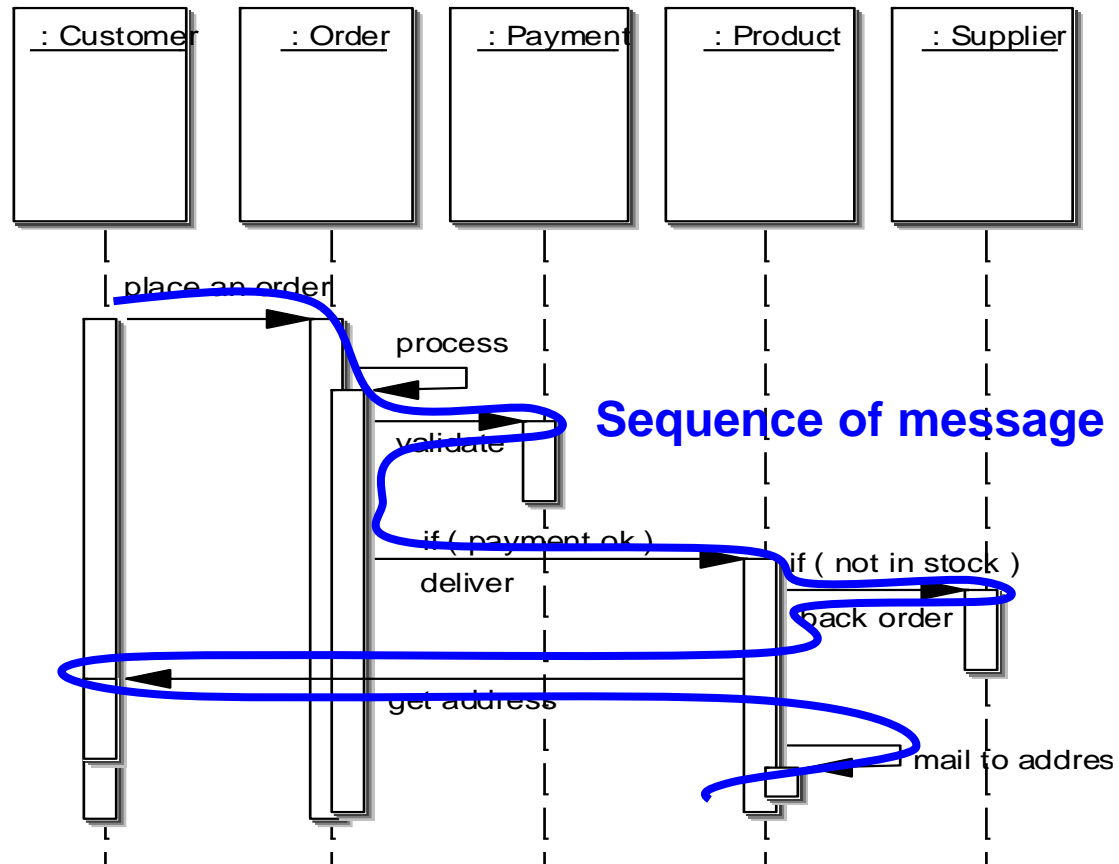 : Customer
: Order
: Payment
: Product
: Supplier
place an order
process
Sequence of message
validate
if ( payment ok )
deliver
if ( not in stock )
back order
get address
mail to addres